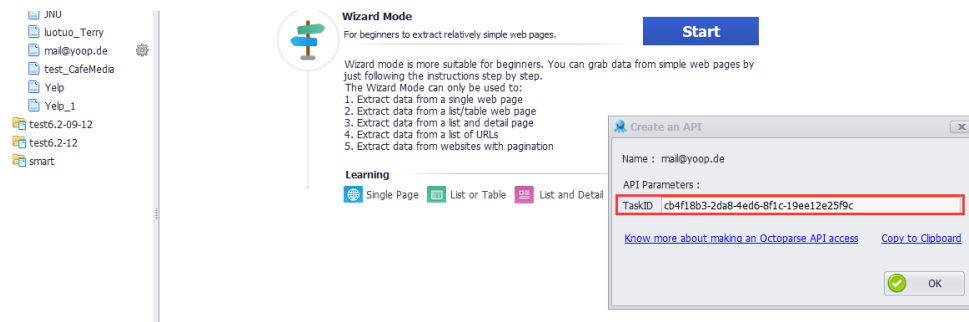 JNU
luotuo_Terry
mail@yoop.de
test_CafeMedia
Yelp
Yelp_1
test6.2-09-12
test6.2-12
smart
Wizard Mode
For beginners to extract relatively simple web pages.
Start
Wizard mode is more suitable for beginners. You can grab data from simple web pages by
just following the instructions step by step.
The Wizard Mode can only be used to:
1. Extract data from a single web page
2. Extract data from a list/table web page
3. Extract data from a list and detail page
4. Extract data from a list of URLs
5. Extract data from websites with pagination
Learning
Single Page List or Table List and Detail
Create an API
Name : mail@yoop.de
API Parameters :
TaskID cb4f18b3-2da8-4ed6-8f1c-19ee12e25f9c
Know more about making an Octoparse API access Copy to Clipboard
OK